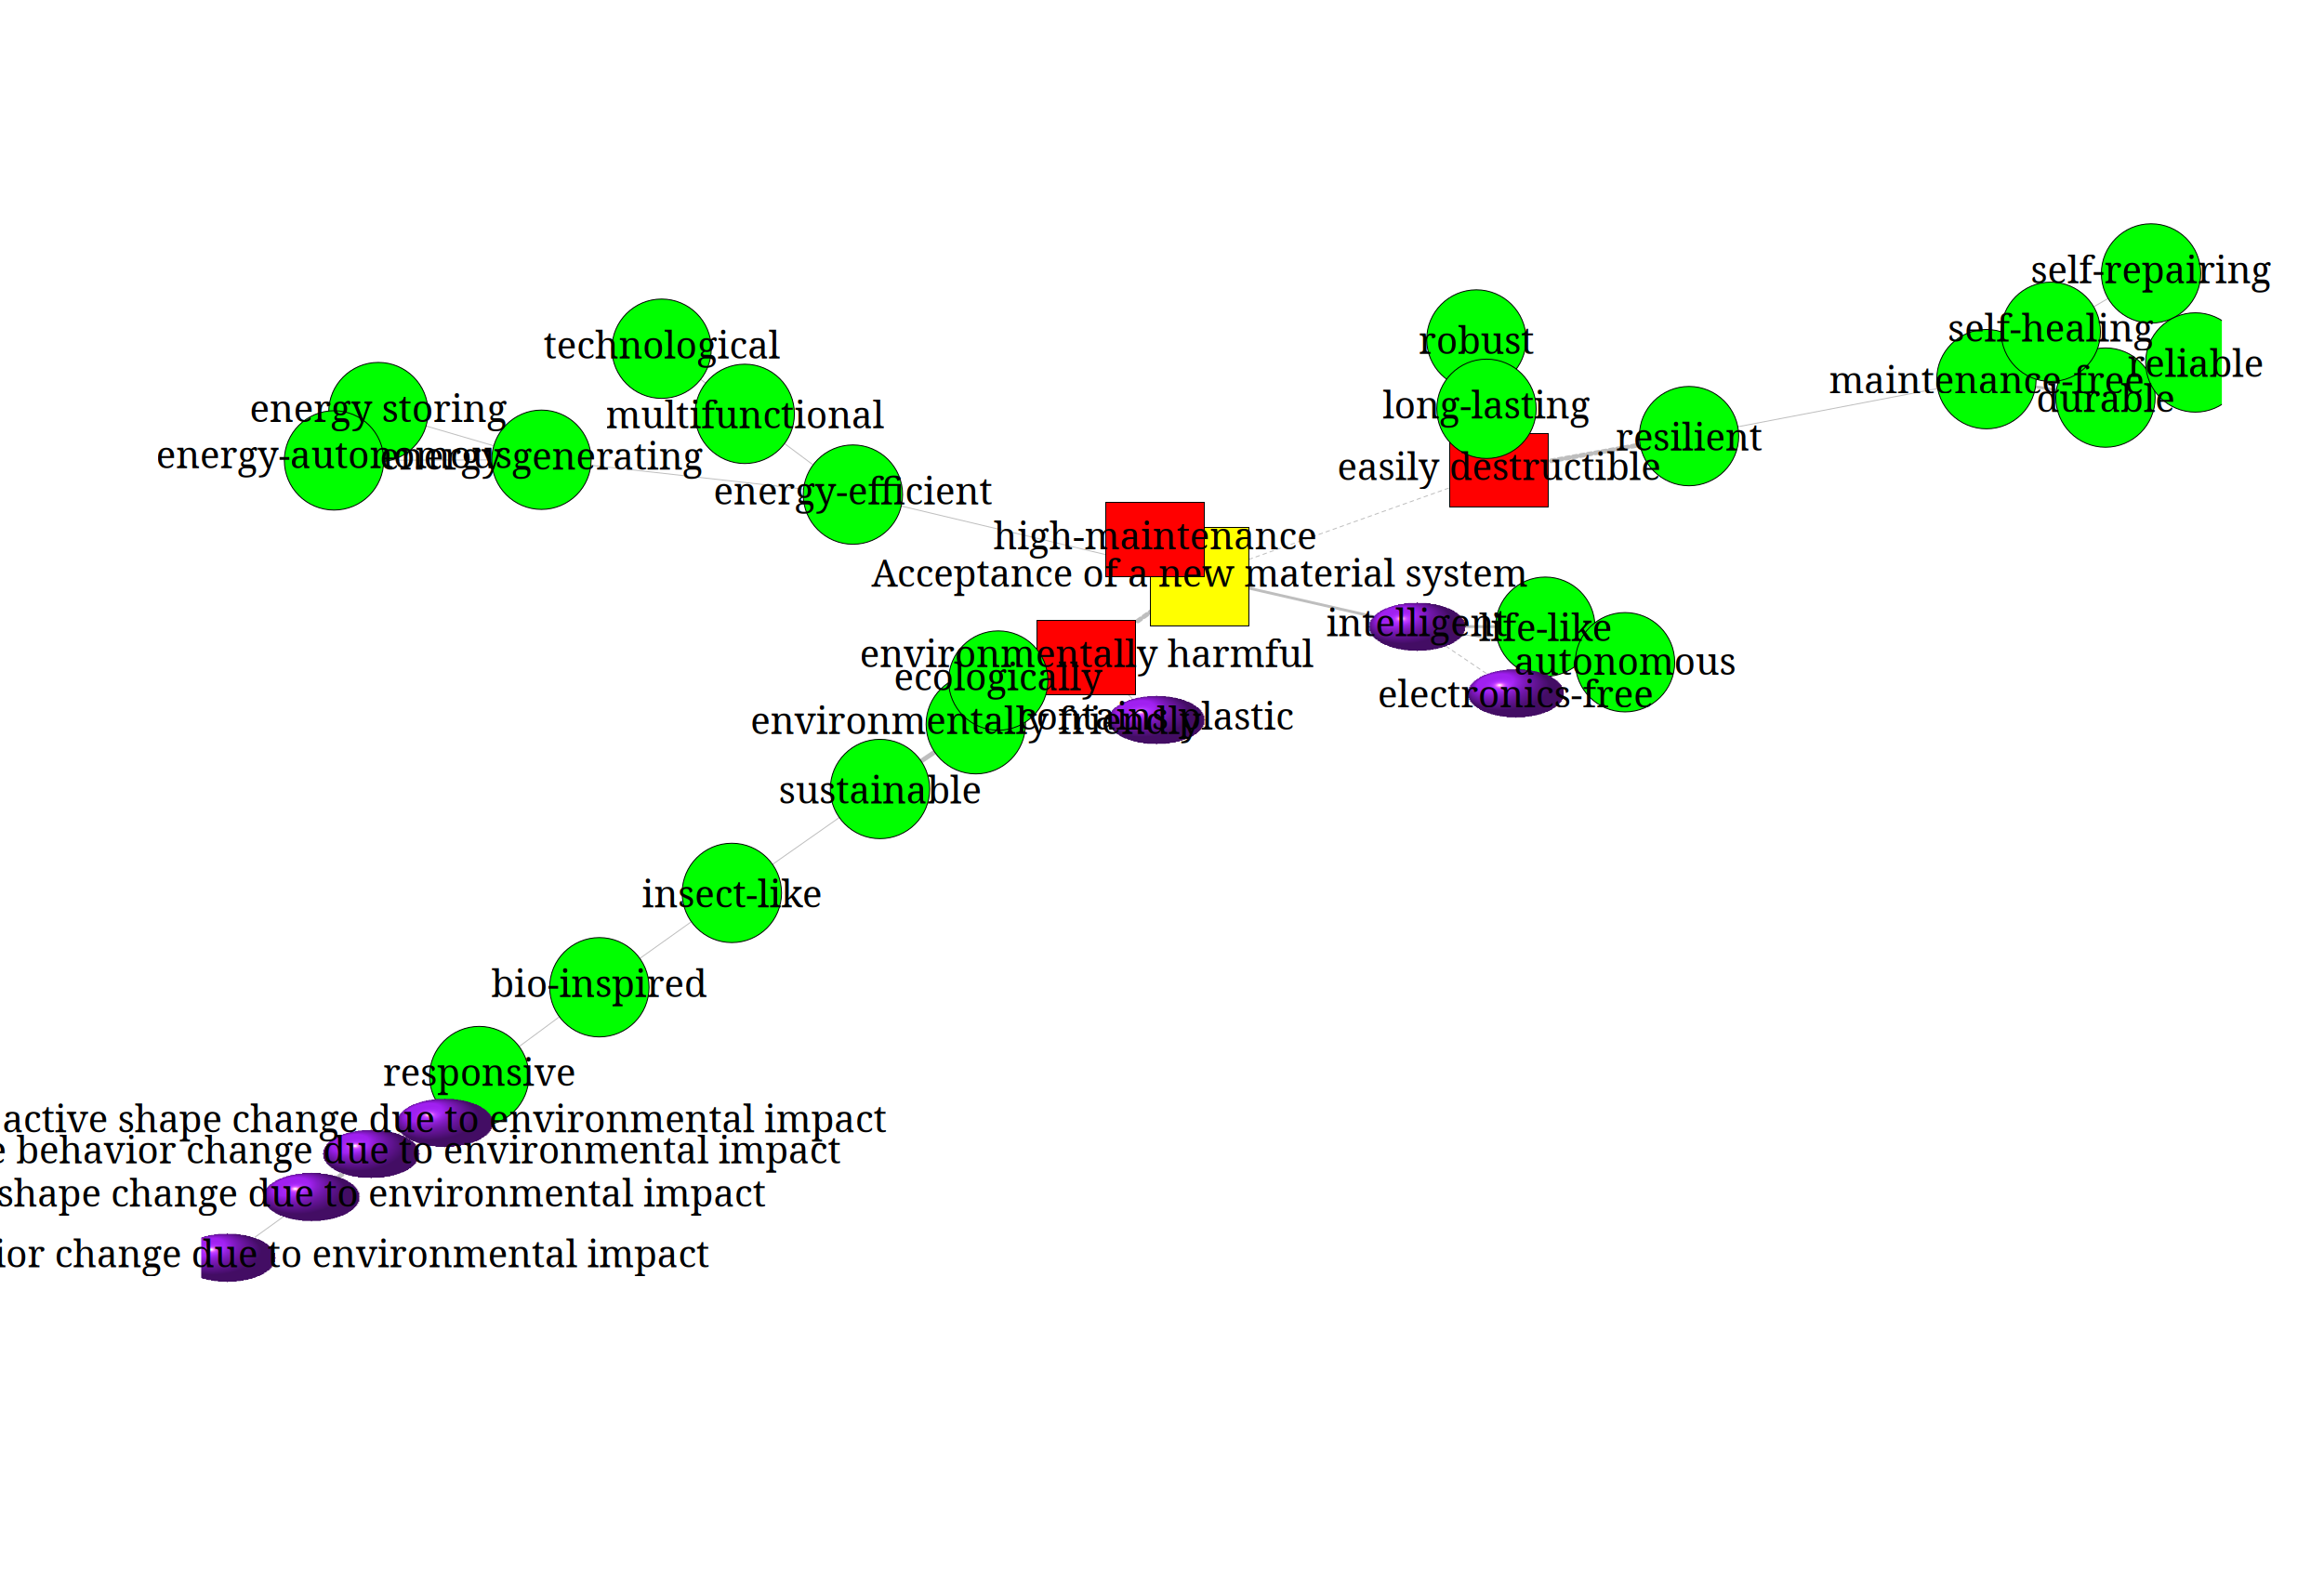 self-repairing
self-healing
robust
technological
reliable
maintenance-free
durable
long-lasting
energy storing
multifunctional
resilient
energy-autonomous
energy generating
easily destructible
energy-efficient
high-maintenance
Acceptance of a new material system
intelligent
life-like
environmentally harmful
autonomous
ecologically
electronics-free
contains plastic
environmentally friendly
sustainable
insect-like
bio-inspired
responsive
active shape change due to environmental impact
behavior change due to environmental impact
shape change due to environmental impact
change due to environmental impact